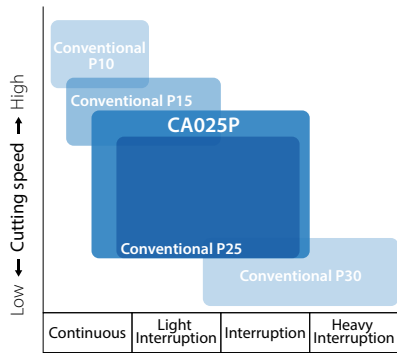 Conventional
P10
Conventional P15
CA025P
Conventional P25
Conventional P30
Low ← Cutting speed → High
Continuous
Light
Interruption
Interruption
Heavy
Interruption